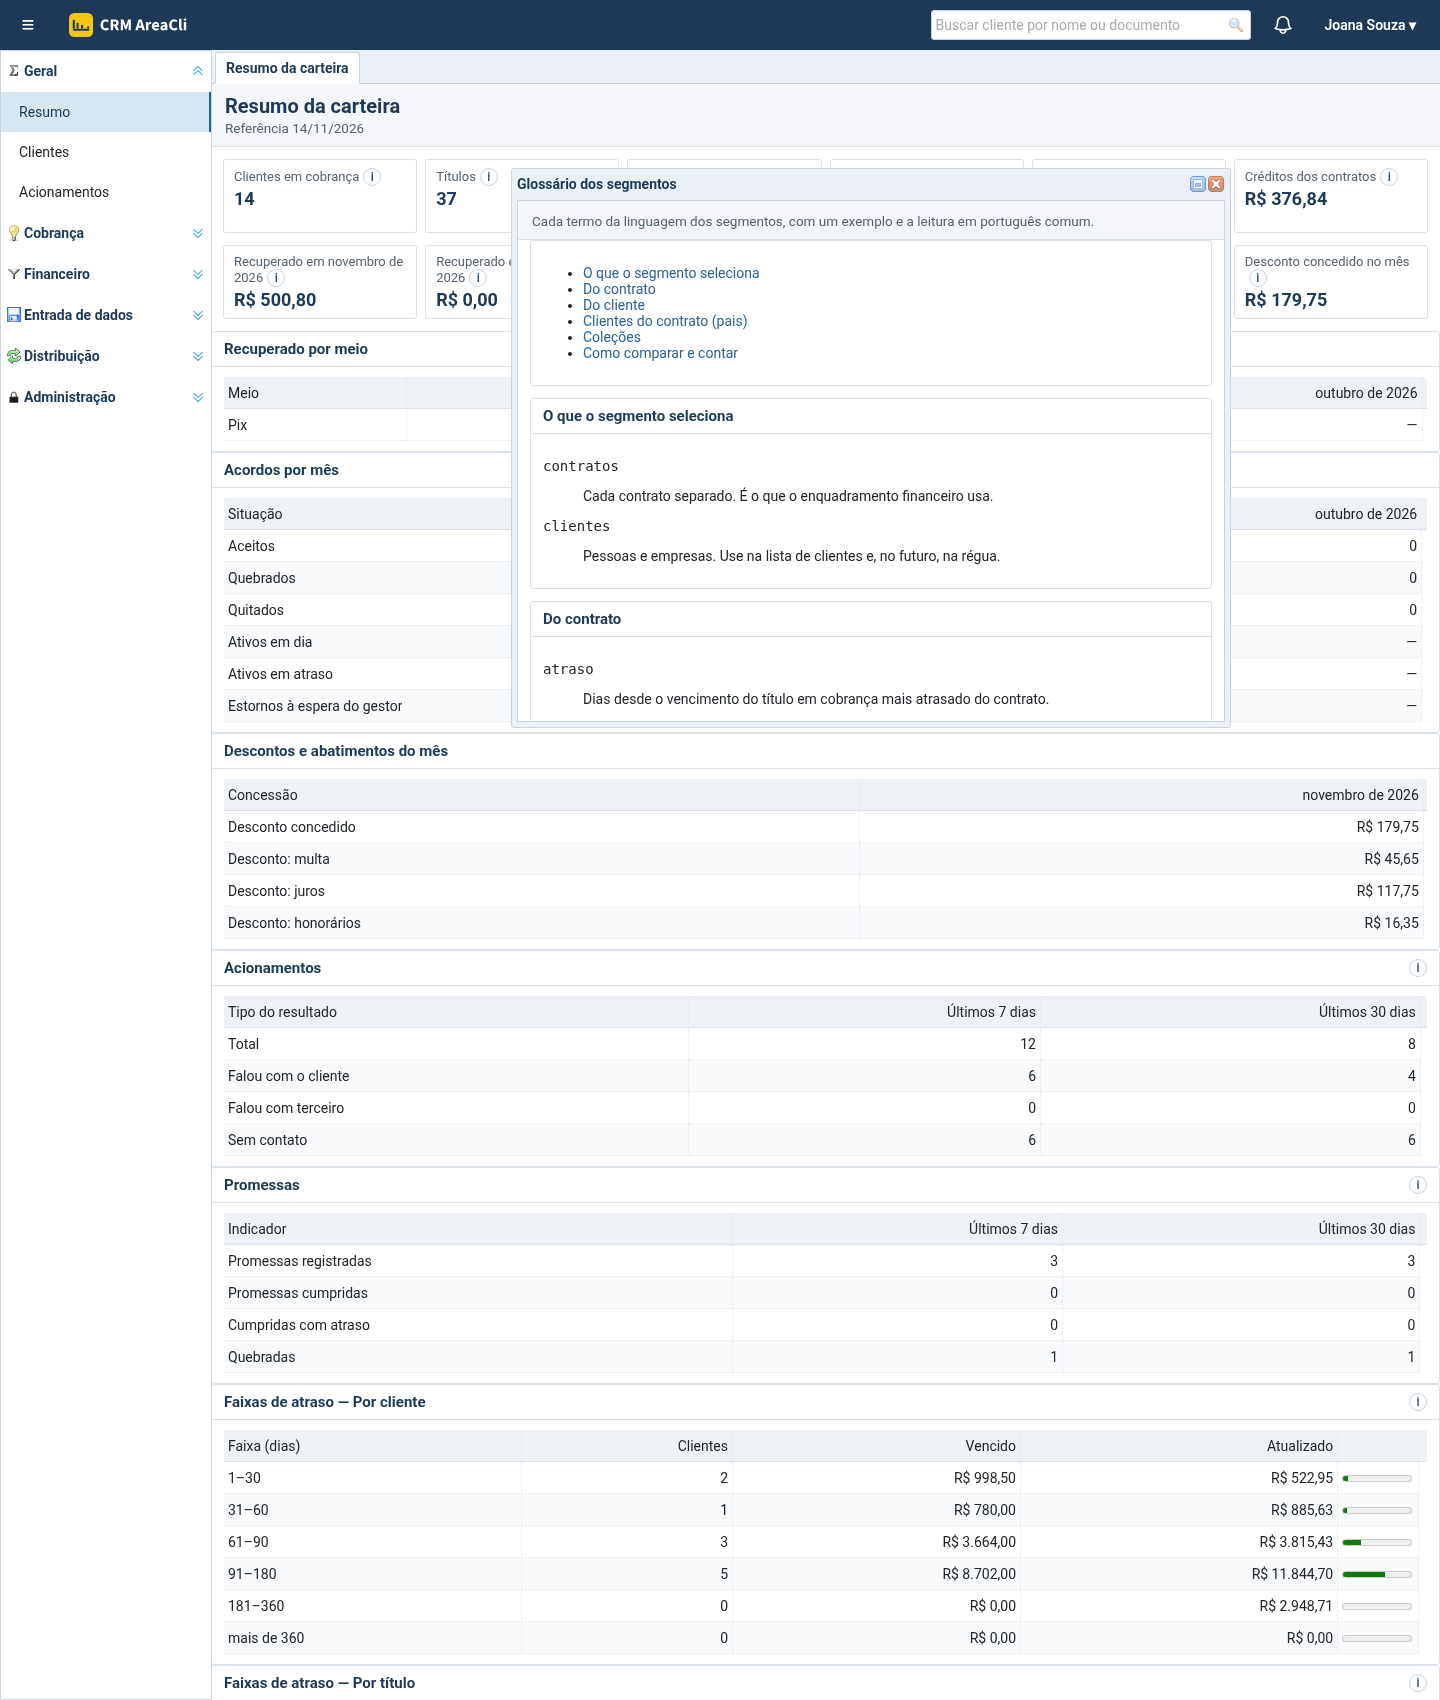 ≡ CRM AreaCli
Buscar cliente por nome ou documento
Joana Souza ▾
Σ Geral
Resumo
Clientes
Acionamentos
Cobrança
Financeiro
Entrada de dados
Distribuição
Administração
Resumo da carteira
Resumo da carteira
Referência 14/11/2026
Clientes em cobrança i
14
Títulos i
37
Créditos dos contratos i
R$ 376,84
Recuperado em novembro de
2026 i
R$ 500,80
Recuperado
2026 i
R$ 0,00
Desconto concedido no mês
i
R$ 179,75
Glossário dos segmentos
Cada termo da linguagem dos segmentos, com um exemplo e a leitura em português comum.
• O que o segmento seleciona
• Do contrato
• Do cliente
• Clientes do contrato (pais)
• Coleções
• Como comparar e contar
O que o segmento seleciona
contratos
Cada contrato separado. É o que o enquadramento financeiro usa.
clientes
Pessoas e empresas. Use na lista de clientes e, no futuro, na régua.
Do contrato
atraso
Dias desde o vencimento do título em cobrança mais atrasado do contrato.
Recuperado por meio
Meio outubro de 2026
Pix —
Acordos por mês
Situação outubro de 2026
Aceitos 0
Quebrados 0
Quitados 0
Ativos em dia —
Ativos em atraso —
Estornos à espera do gestor —
Descontos e abatimentos do mês
Concessão novembro de 2026
Desconto concedido R$ 179,75
Desconto: multa R$ 45,65
Desconto: juros R$ 117,75
Desconto: honorários R$ 16,35
Acionamentos i
Tipo do resultado Últimos 7 dias Últimos 30 dias
Total 12 8
Falou com o cliente 6 4
Falou com terceiro 0 0
Sem contato 6 6
Promessas i
Indicador Últimos 7 dias Últimos 30 dias
Promessas registradas 3 3
Promessas cumpridas 0 0
Cumpridas com atraso 0 0
Quebradas 1 1
Faixas de atraso — Por cliente i
Faixa (dias) Clientes Vencido Atualizado
1–30 2 R$ 998,50 R$ 522,95
31–60 1 R$ 780,00 R$ 885,63
61–90 3 R$ 3.664,00 R$ 3.815,43
91–180 5 R$ 8.702,00 R$ 11.844,70
181–360 0 R$ 0,00 R$ 2.948,71
mais de 360 0 R$ 0,00 R$ 0,00
Faixas de atraso — Por título i